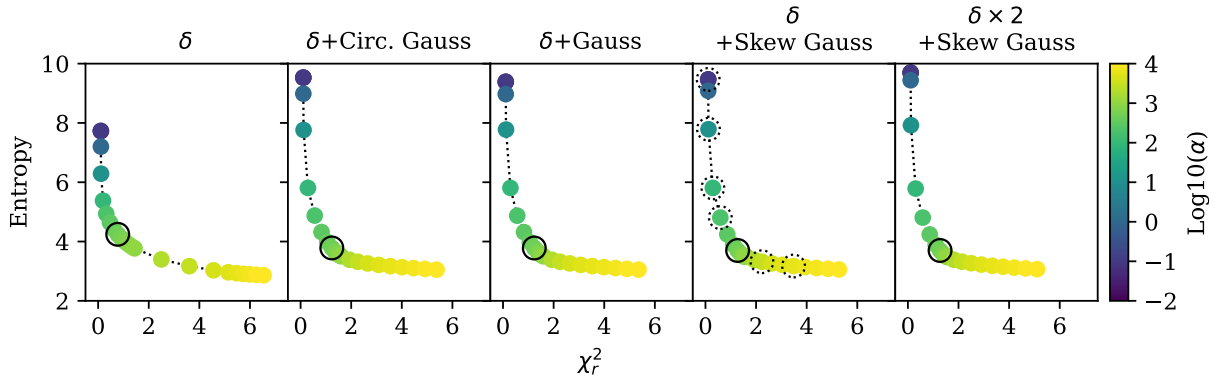 δ
δ+Circ. Gauss
δ+Gauss
δ
+Skew Gauss
δ × 2
+Skew Gauss
Entropy
10
8
6
4
2
0 2 4 6
0 2 4 6
0 2 4 6
0 2 4 6
0 2 4 6
χ²ᵣ
4
3
2
1
0
−1
−2
Log10(α)